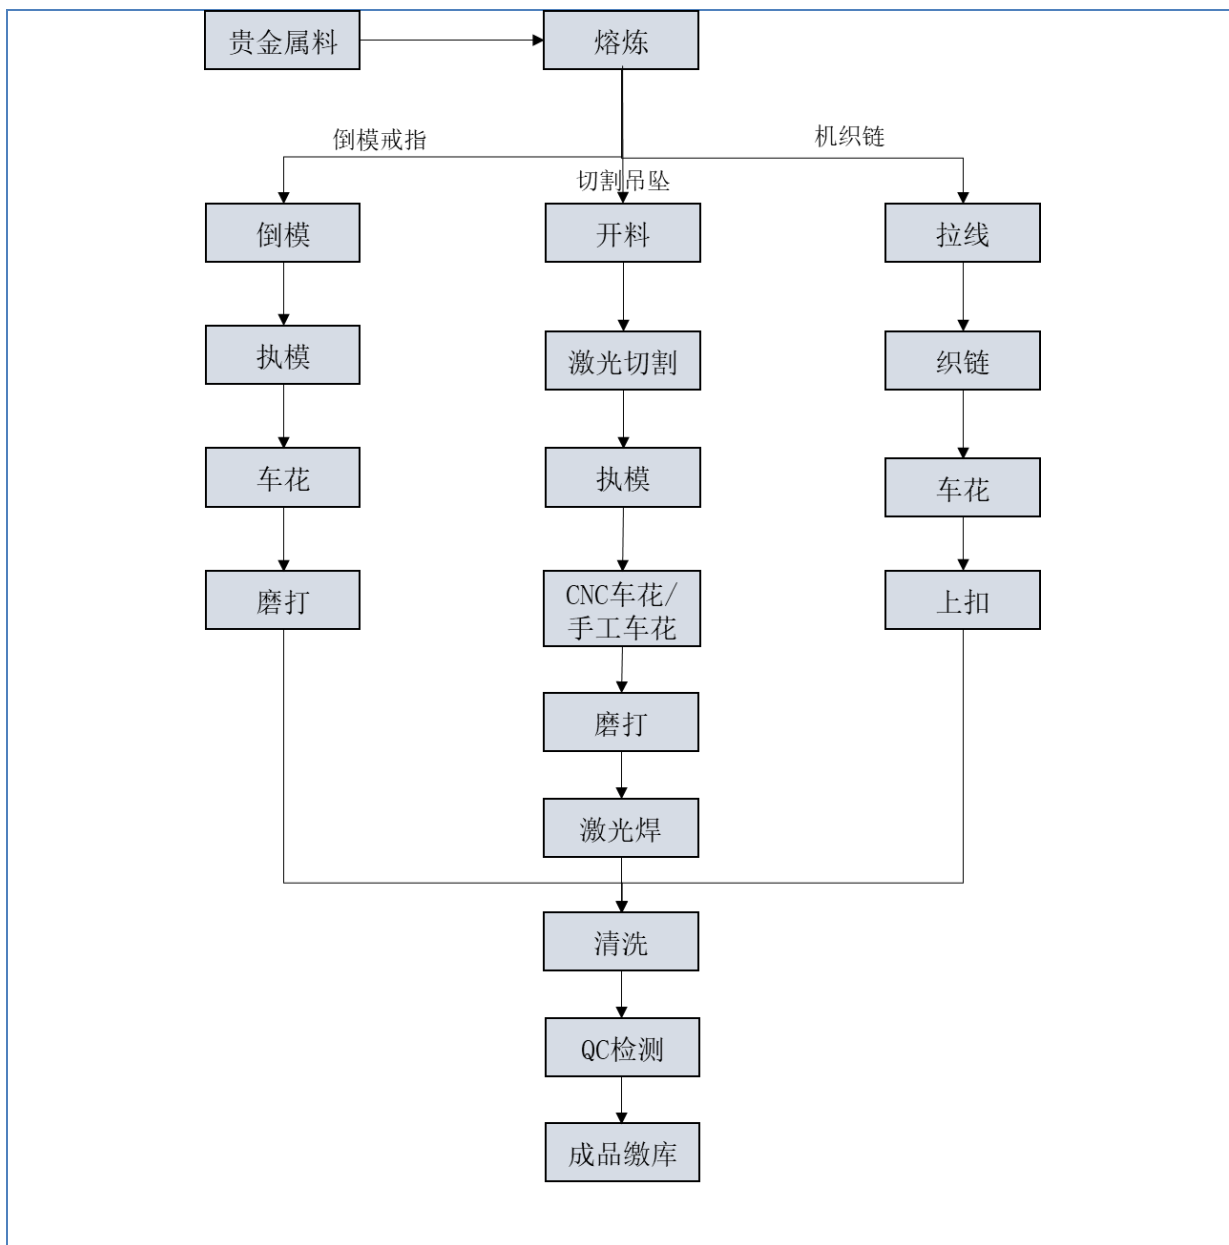 贵金属料
熔炼
倒模戒指
机织链
切割吊坠
倒模
开料
拉线
执模
激光切割
织链
车花
执模
车花
磨打
CNC车花/
手工车花
上扣
磨打
激光焊
清洗
QC检测
成品缴库